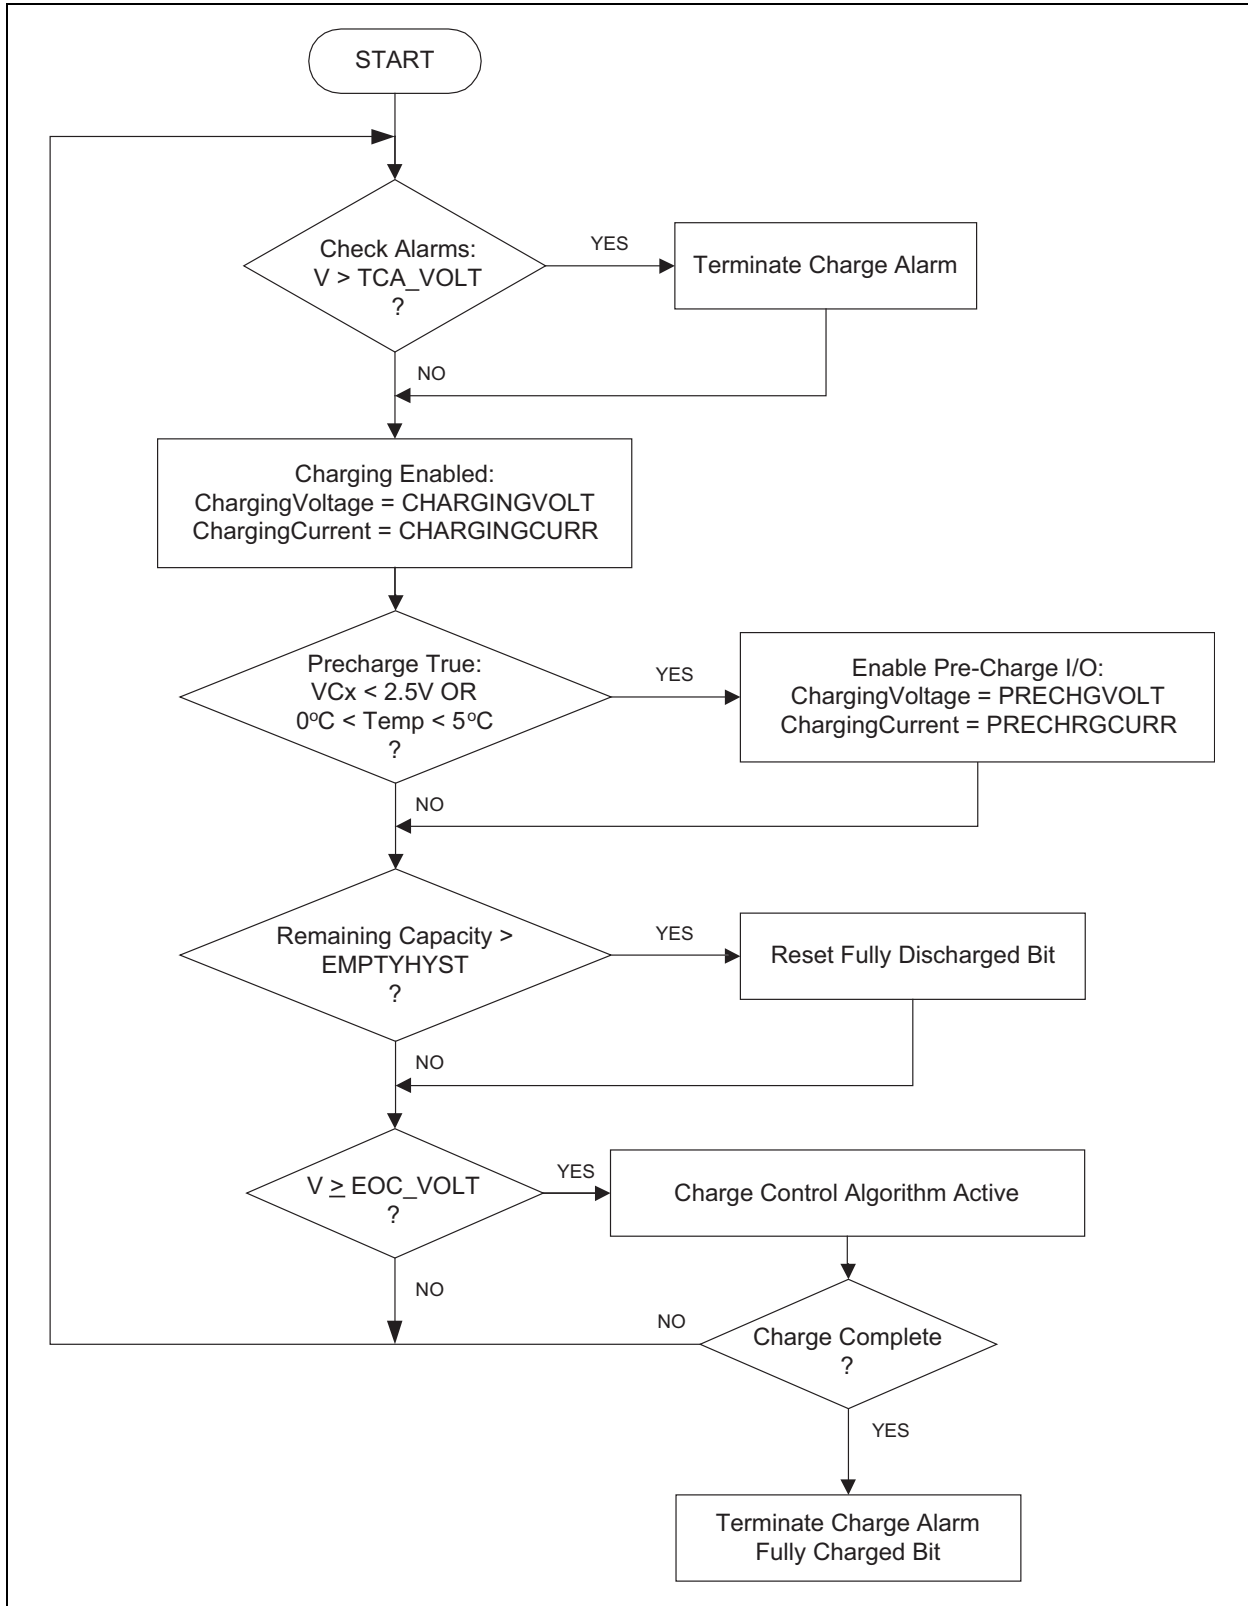 START
Check Alarms:
V > TCA_VOLT
?
YES
Terminate Charge Alarm
NO
Charging Enabled:
ChargingVoltage = CHARGINGVOLT
ChargingCurrent = CHARGINGCURR
Precharge True:
VCx < 2.5V OR
0°C < Temp < 5°C
?
YES
Enable Pre-Charge I/O:
ChargingVoltage = PRECHGVOLT
ChargingCurrent = PRECHRGCURR
NO
Remaining Capacity >
EMPTYHYST
?
YES
Reset Fully Discharged Bit
NO
V ≥ EOC_VOLT
?
YES
Charge Control Algorithm Active
NO
NO
Charge Complete
?
YES
Terminate Charge Alarm
Fully Charged Bit